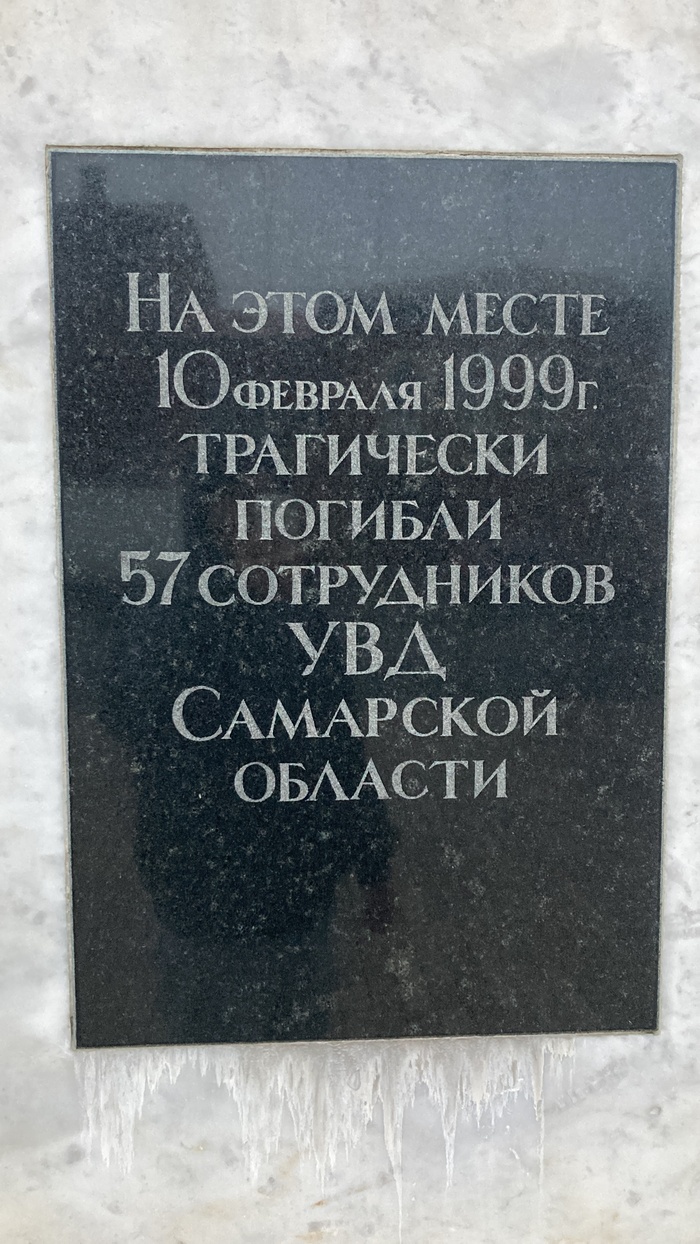 На этом месте
10 февраля 1999г.
трагически
погибли
57 сотрудников
УВД
Самарской
области